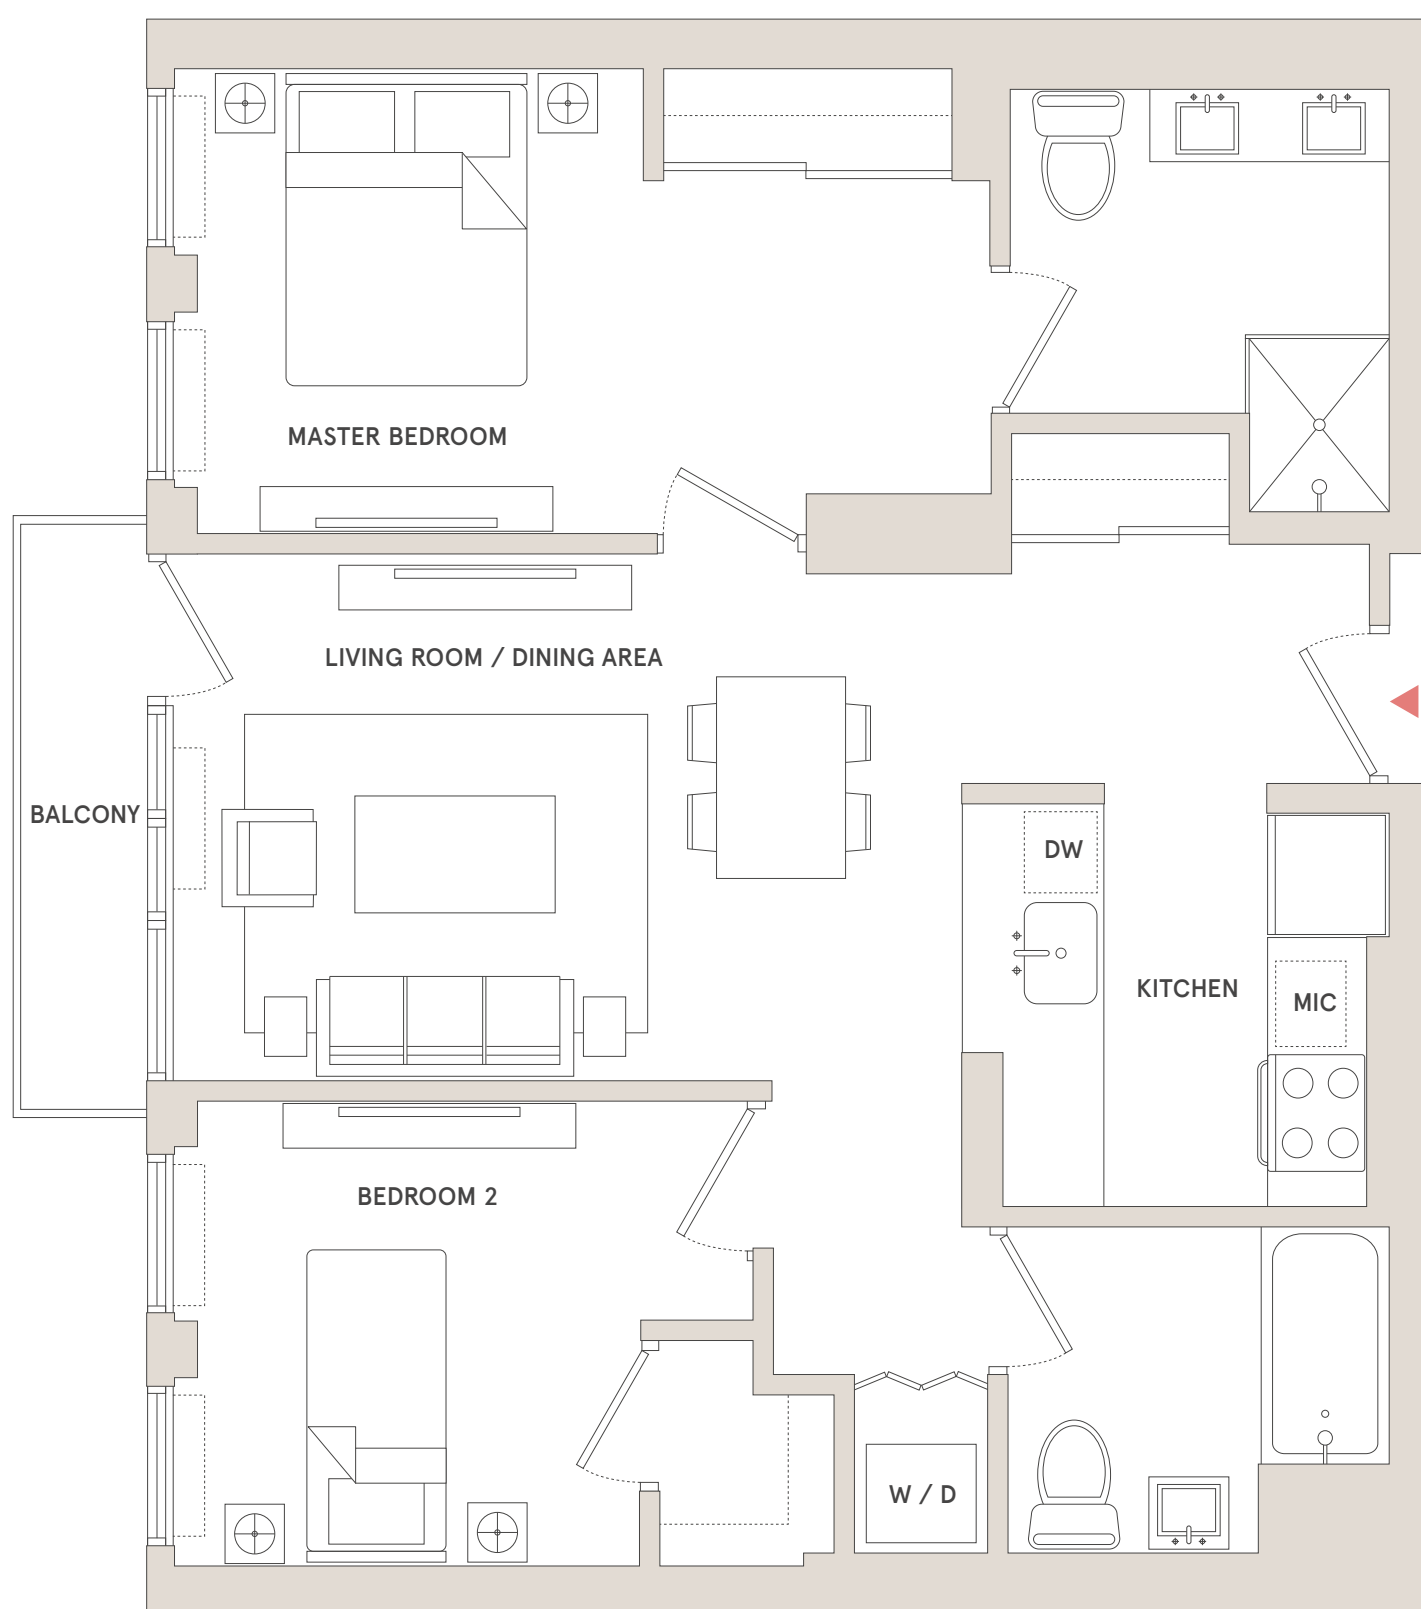 MASTER BEDROOM
LIVING ROOM / DINING AREA
BALCONY
DW
KITCHEN
MIC
BEDROOM 2
W / D